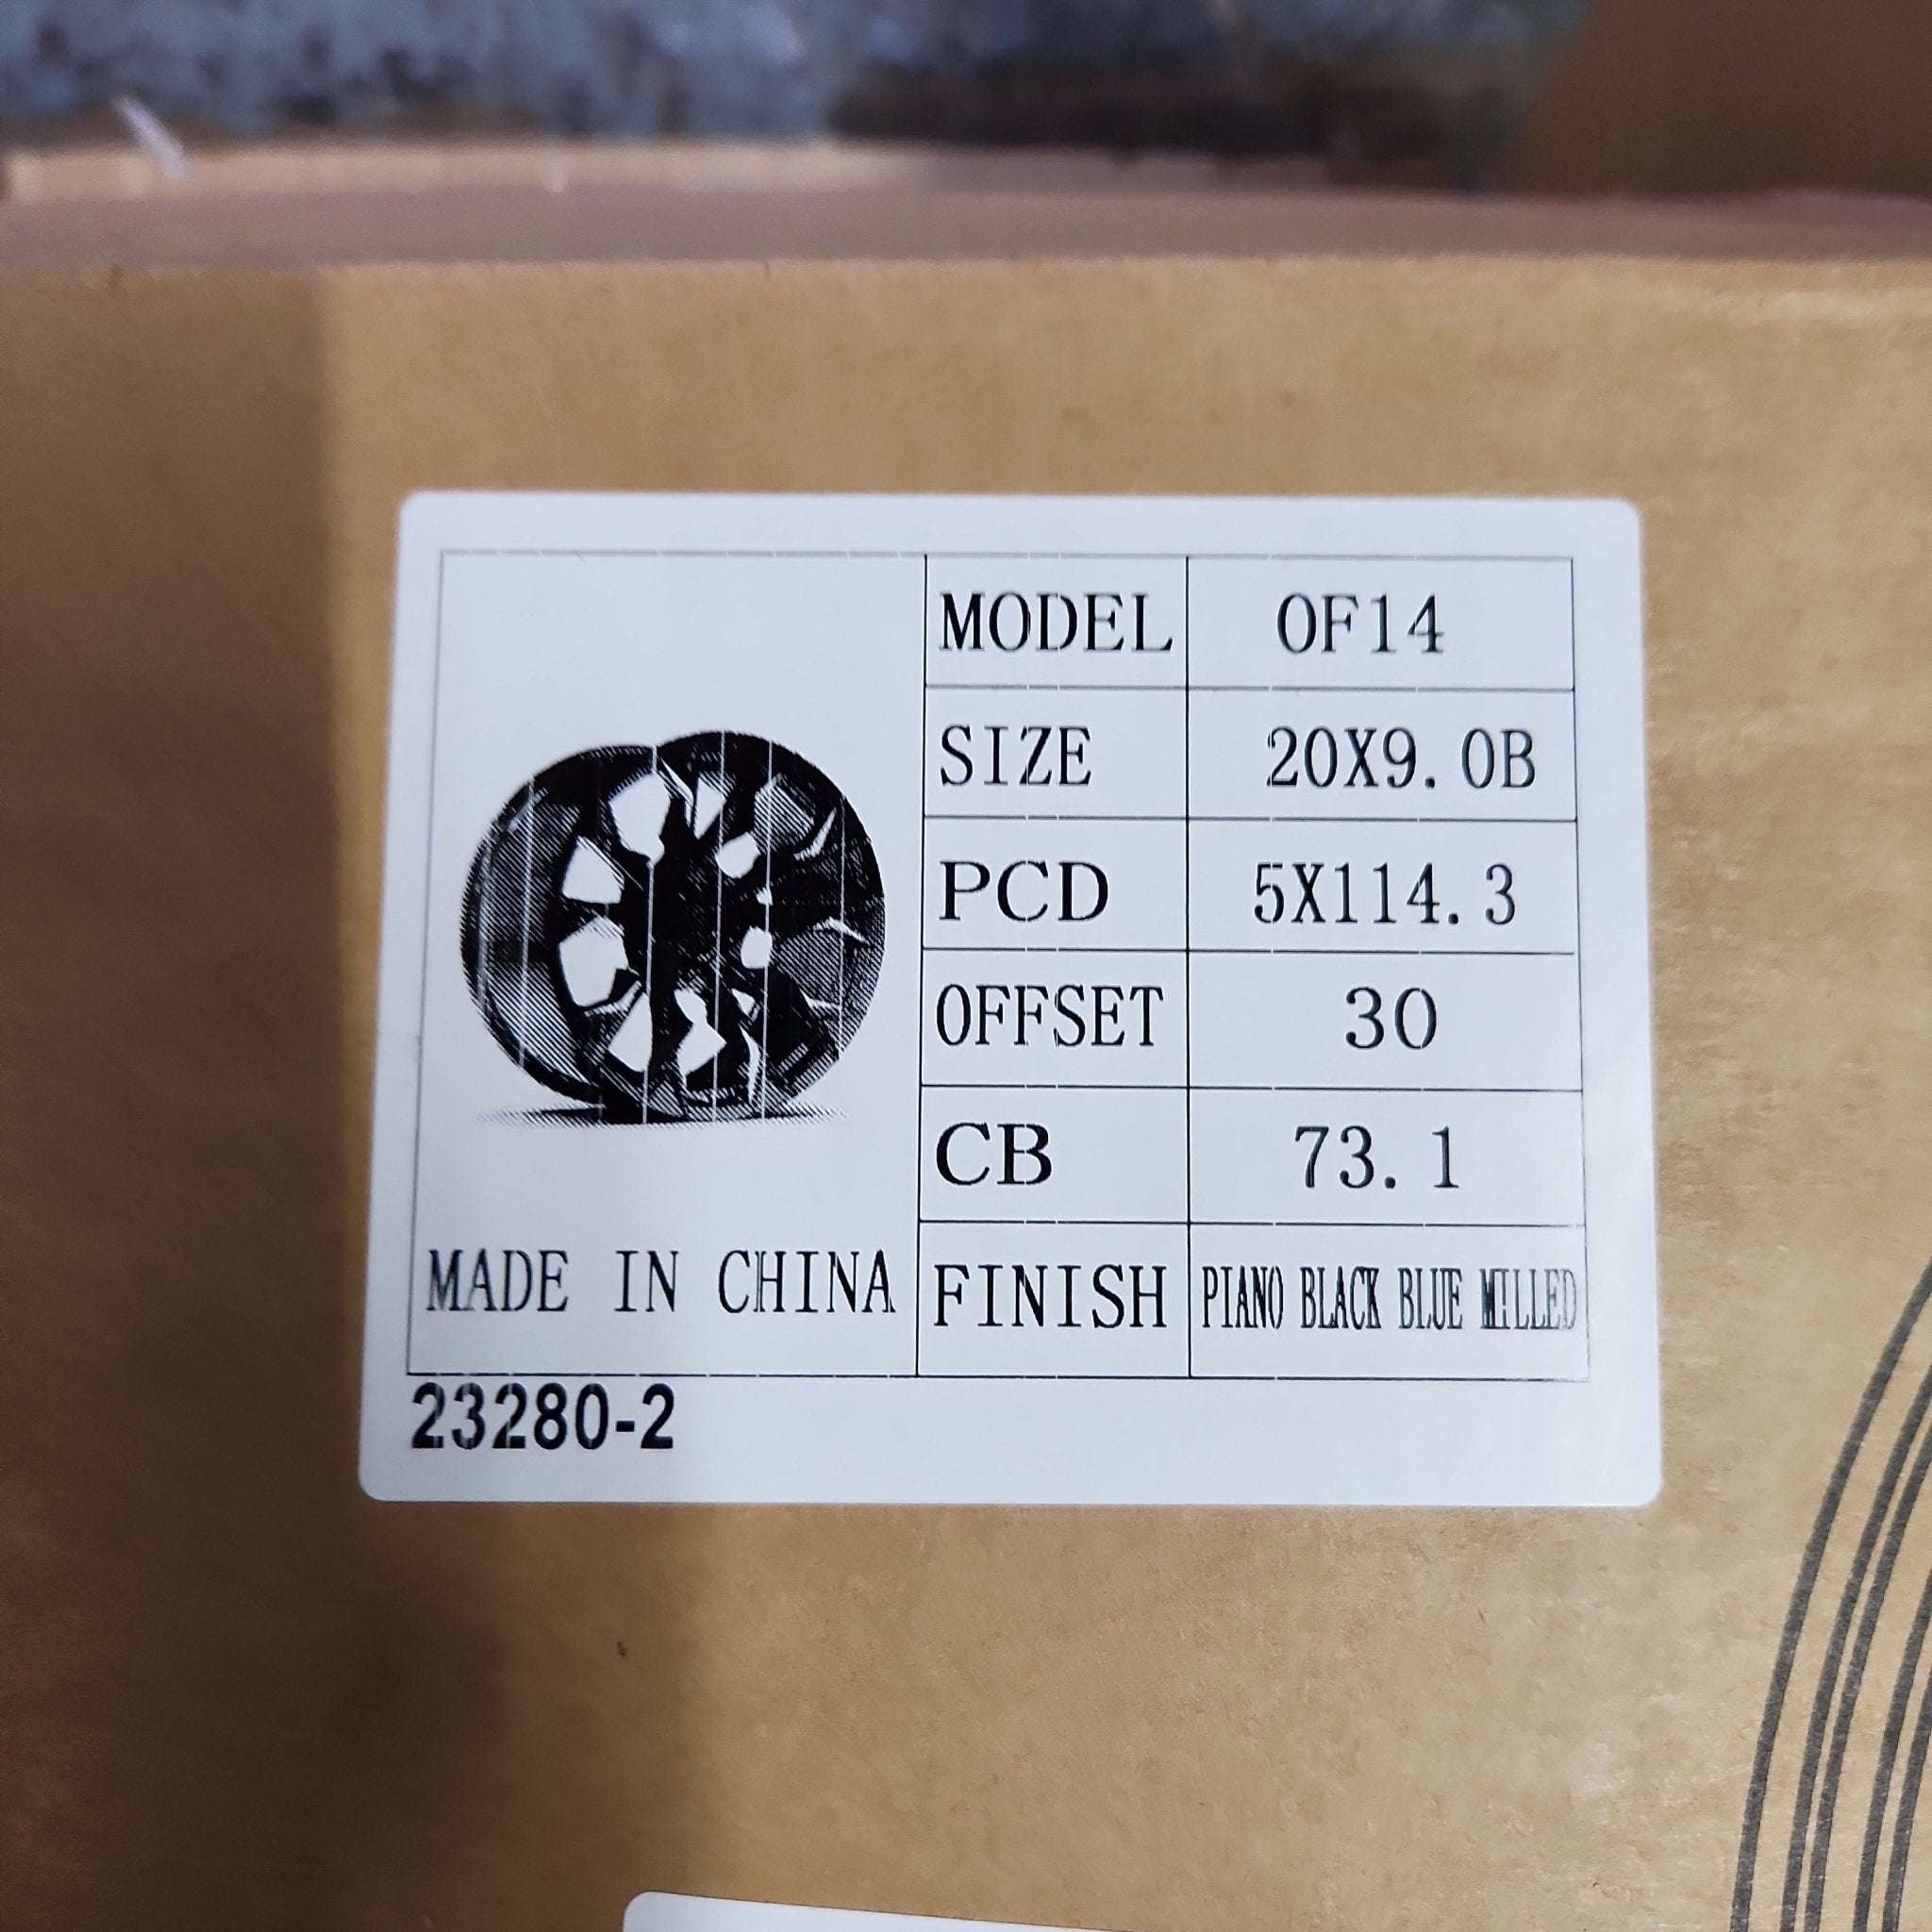 MODEL OF14
SIZE 20X9.0B
PCD 5X114.3
OFFSET 30
CB 73.1
FINISH PIANO BLACK BLUE MILLED
MADE IN CHINA
23280-2